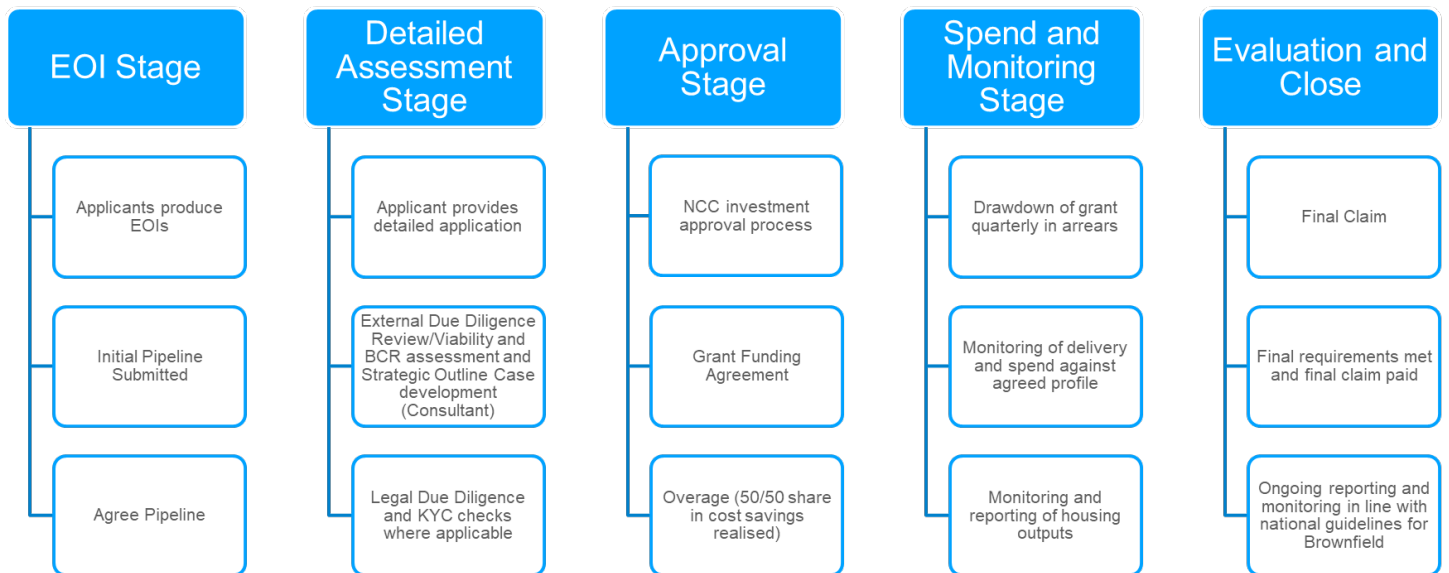 EOI Stage
Applicants produce
EOIs
Initial Pipeline
Submitted
Agree Pipeline
Detailed
Assessment
Stage
Applicant provides
detailed application
External Due Diligence
Review/Viability and
BCR assessment and
Strategic Outline Case
development
(Consultant)
Legal Due Diligence
and KYC checks
where applicable
Approval
Stage
NCC investment
approval process
Grant Funding
Agreement
Overage (50/50 share
in cost savings
realised)
Spend and
Monitoring
Stage
Drawdown of grant
quarterly in arrears
Monitoring of delivery
and spend against
agreed profile
Monitoring and
reporting of housing
outputs
Evaluation and
Close
Final Claim
Final requirements met
and final claim paid
Ongoing reporting and
monitoring in line with
national guidelines for
Brownfield